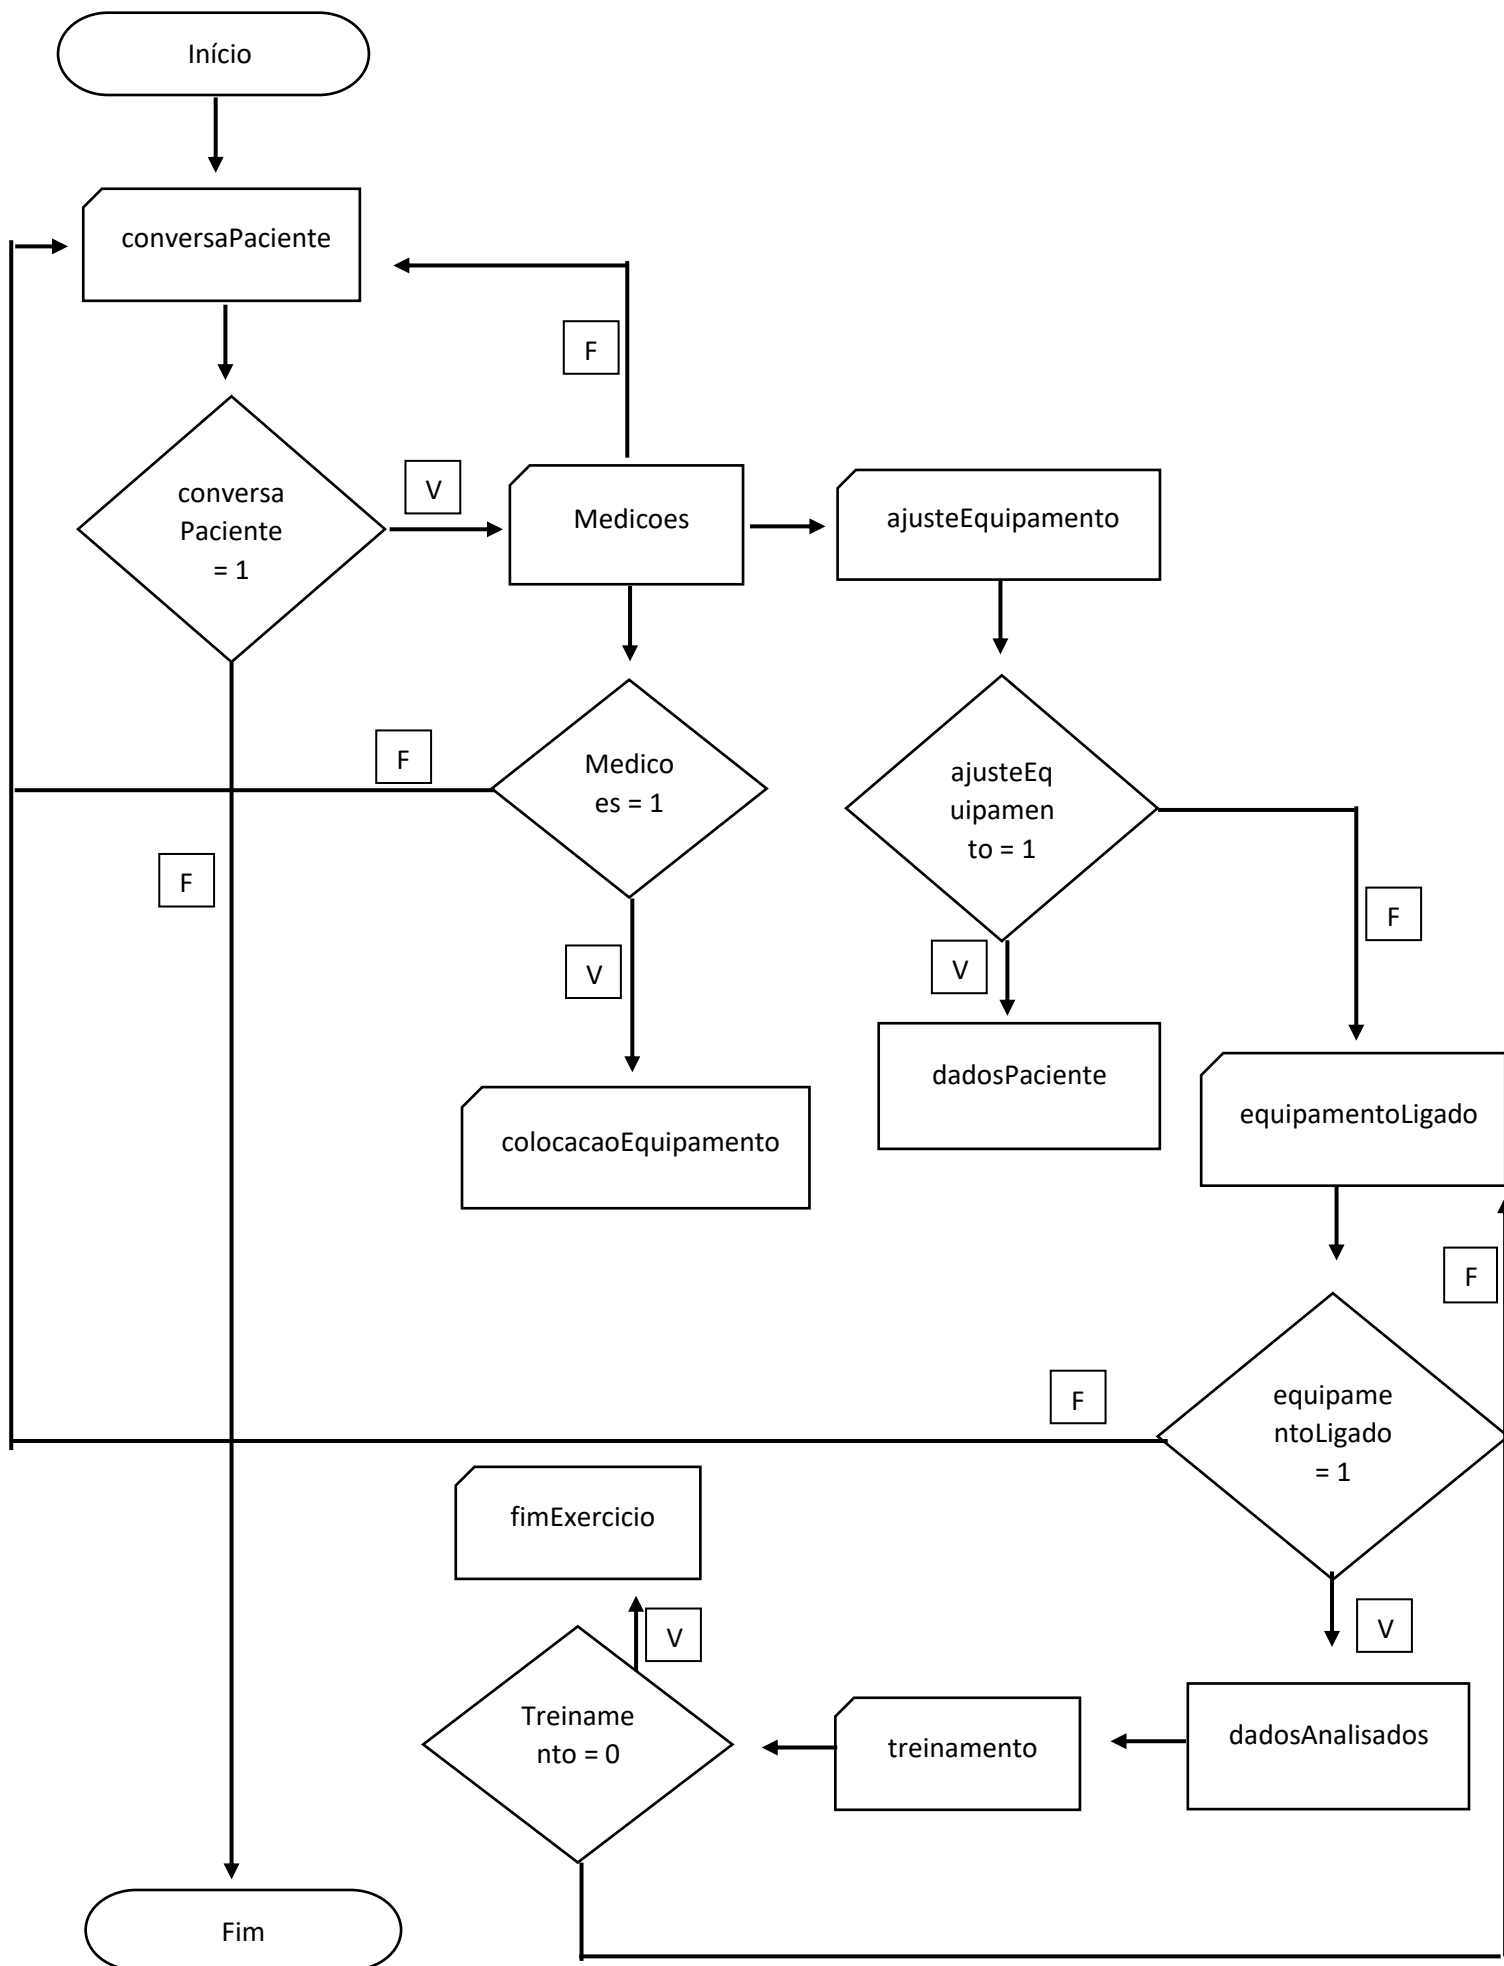 Início
conversaPaciente
F
conversa
Paciente
= 1
V
Medicoes
ajusteEquipamento
F
Medico
es = 1
ajusteEq
uipamen
to = 1
F
F
V
V
dadosPaciente
equipamentoLigado
colocacaoEquipamento
F
F
equipame
ntoLigado
= 1
fimExercicio
V
V
Treiname
nto = 0
treinamento
dadosAnalisados
Fim